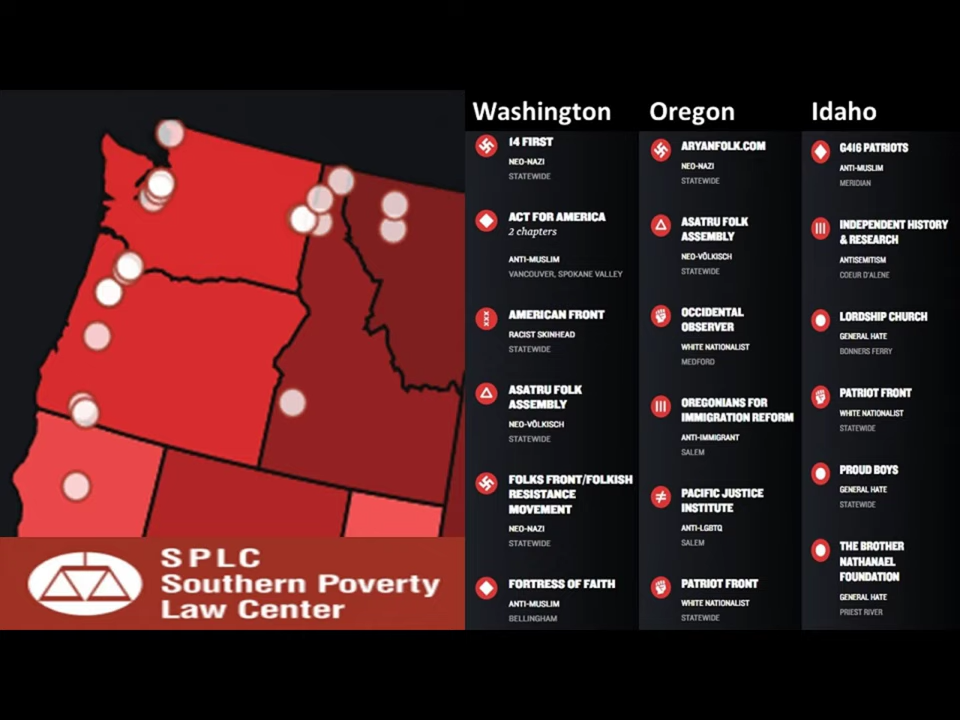 SPLC
Southern Poverty
Law Center
Washington
14 FIRST
NEO-NAZI
STATEWIDE
ACT FOR AMERICA
2 chapters
ANTI-MUSLIM
VANCOUVER, SPOKANE VALLEY
AMERICAN FRONT
RACIST SKINHEAD
STATEWIDE
ASATRU FOLK
ASSEMBLY
NEO-VÖLKISCH
STATEWIDE
FOLKS FRONT/FOLKISH
RESISTANCE
MOVEMENT
NEO-NAZI
STATEWIDE
FORTRESS OF FAITH
ANTI-MUSLIM
BELLINGHAM
Oregon
ARYANFOLK.COM
NEO-NAZI
STATEWIDE
ASATRU FOLK
ASSEMBLY
NEO-VÖLKISCH
STATEWIDE
OCCIDENTAL
OBSERVER
WHITE NATIONALIST
MEDFORD
OREGONIANS FOR
IMMIGRATION REFORM
ANTI-IMMIGRANT
SALEM
PACIFIC JUSTICE
INSTITUTE
ANTI-LGBTQ
SALEM
PATRIOT FRONT
WHITE NATIONALIST
STATEWIDE
Idaho
G416 PATRIOTS
ANTI-MUSLIM
MERIDIAN
INDEPENDENT HISTORY
& RESEARCH
ANTISEMITISM
COEUR D'ALENE
LORDSHIP CHURCH
GENERAL HATE
BONNERS FERRY
PATRIOT FRONT
WHITE NATIONALIST
STATEWIDE
PROUD BOYS
GENERAL HATE
STATEWIDE
THE BROTHER
NATHANAEL
FOUNDATION
GENERAL HATE
PRIEST RIVER